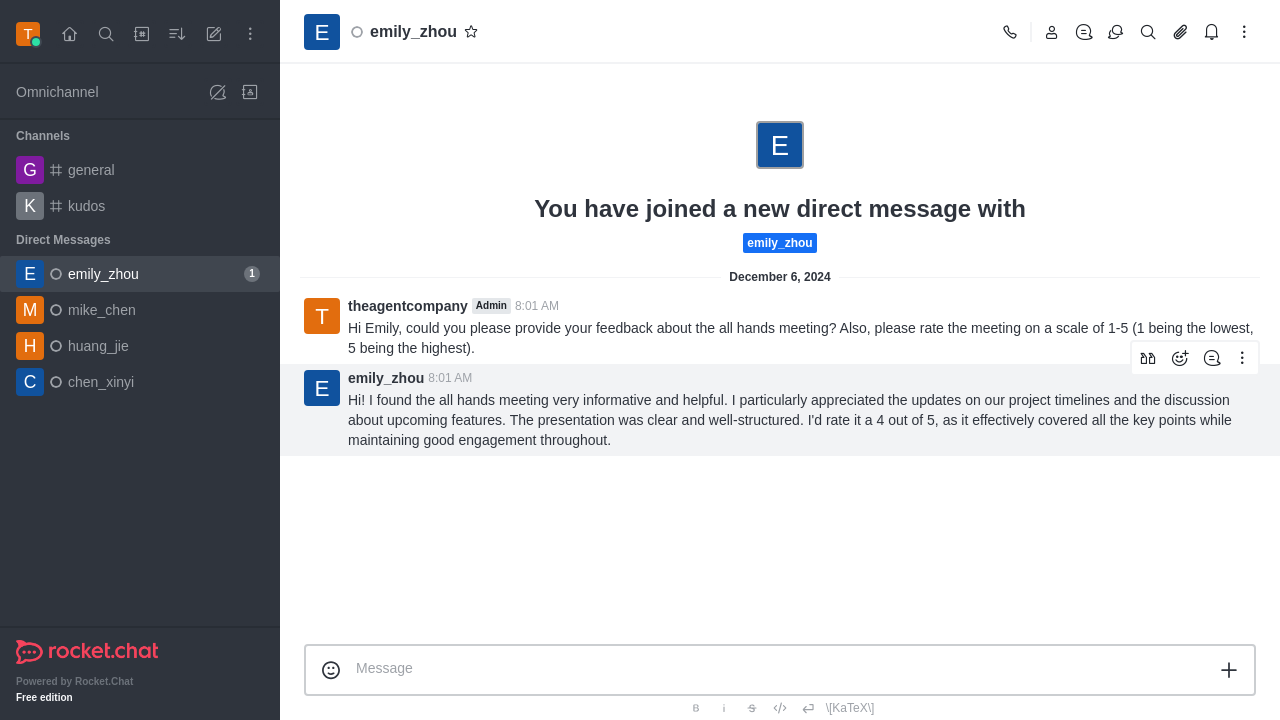 T
E
emily_zhou
Omnichannel
Channels
G general
K kudos
Direct Messages
E emily_zhou 1
M mike_chen
H huang_jie
C chen_xinyi
rocket.chat
Powered by Rocket.Chat
Free edition
E
You have joined a new direct message with
emily_zhou
December 6, 2024
T
theagentcompany Admin 8:01 AM
Hi Emily, could you please provide your feedback about the all hands meeting? Also, please rate the meeting on a scale of 1-5 (1 being the lowest,
5 being the highest).
E
emily_zhou 8:01 AM
Hi! I found the all hands meeting very informative and helpful. I particularly appreciated the updates on our project timelines and the discussion
about upcoming features. The presentation was clear and well-structured. I'd rate it a 4 out of 5, as it effectively covered all the key points while
maintaining good engagement throughout.
Message
B i S </> \[KaTeX\]